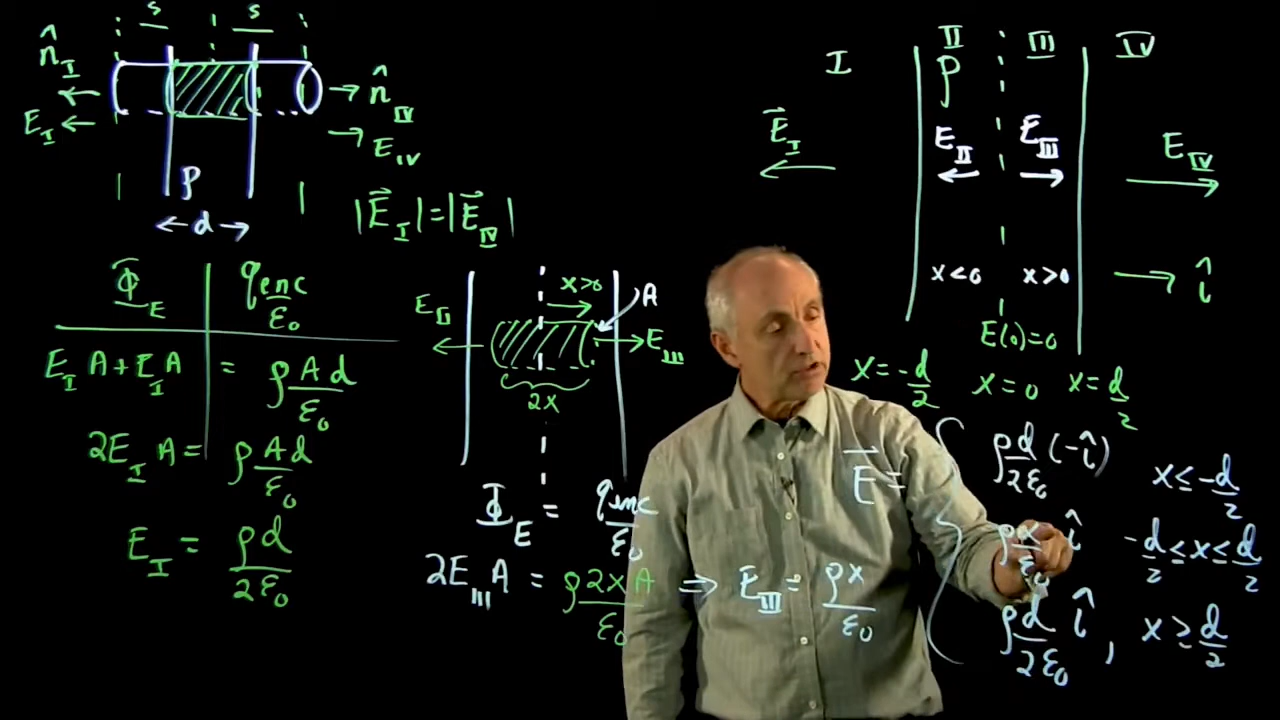 s s
n̂_I
E_I
n̂_IV
E_IV
ρ
d
|E⃗_I| = |E⃗_IV|
Φ_E q_enc/ε₀
E_I A + E_I A = ρAd/ε₀
2E_I A = ρAd/ε₀
E_I = ρd/2ε₀
x>0
A
E_II
E_III
2x
Φ_E = q_enc/ε₀
2E_III A = ρ2xA/ε₀ ⇒ E_III = ρx/ε₀
I II III IV
ρ
E⃗_I E_II E_III E_IV
x<0 x>0 î
E(0)=0
x=-d/2 x=0 x=d/2
E⃗ = { ρd/2ε₀ (-î) x≤-d/2
ρx/ε₀ î -d/2≤x≤d/2
ρd/2ε₀ î, x≥d/2